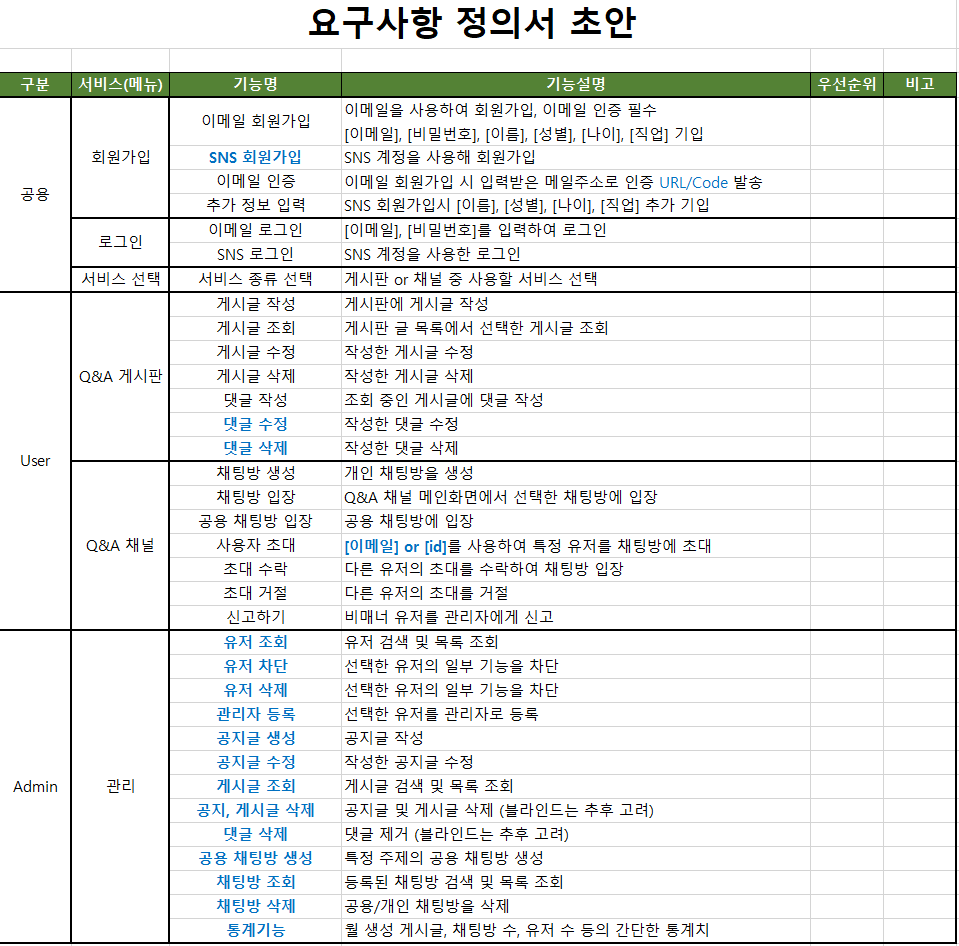 요구사항 정의서 초안
구분 서비스(메뉴) 기능명 기능설명 우선순위 비고
공용
회원가입
이메일 회원가입
이메일을 사용하여 회원가입, 이메일 인증 필수
[이메일], [비밀번호], [이름], [성별], [나이], [직업] 기입
SNS 회원가입 SNS 계정을 사용해 회원가입
이메일 인증 이메일 회원가입 시 입력받은 메일주소로 인증 URL/Code 발송
추가 정보 입력 SNS 회원가입시 [이름], [성별], [나이], [직업] 추가 기입
로그인
이메일 로그인 [이메일], [비밀번호]를 입력하여 로그인
SNS 로그인 SNS 계정을 사용한 로그인
서비스 선택 서비스 종류 선택 게시판 or 채널 중 사용할 서비스 선택
User
Q&A 게시판
게시글 작성 게시판에 게시글 작성
게시글 조회 게시판 글 목록에서 선택한 게시글 조회
게시글 수정 작성한 게시글 수정
게시글 삭제 작성한 게시글 삭제
댓글 작성 조회 중인 게시글에 댓글 작성
댓글 수정 작성한 댓글 수정
댓글 삭제 작성한 댓글 삭제
Q&A 채널
채팅방 생성 개인 채팅방을 생성
채팅방 입장 Q&A 채널 메인화면에서 선택한 채팅방에 입장
공용 채팅방 입장 공용 채팅방에 입장
사용자 초대 [이메일] or [id]를 사용하여 특정 유저를 채팅방에 초대
초대 수락 다른 유저의 초대를 수락하여 채팅방 입장
초대 거절 다른 유저의 초대를 거절
신고하기 비매너 유저를 관리자에게 신고
Admin
관리
유저 조회 유저 검색 및 목록 조회
유저 차단 선택한 유저의 일부 기능을 차단
유저 삭제 선택한 유저의 일부 기능을 차단
관리자 등록 선택한 유저를 관리자로 등록
공지글 생성 공지글 작성
공지글 수정 작성한 공지글 수정
게시글 조회 게시글 검색 및 목록 조회
공지, 게시글 삭제 공지글 및 게시글 삭제 (블라인드는 추후 고려)
댓글 삭제 댓글 제거 (블라인드는 추후 고려)
공용 채팅방 생성 특정 주제의 공용 채팅방 생성
채팅방 조회 등록된 채팅방 검색 및 목록 조회
채팅방 삭제 공용/개인 채팅방을 삭제
통계기능 월 생성 게시글, 채팅방 수, 유저 수 등의 간단한 통계치